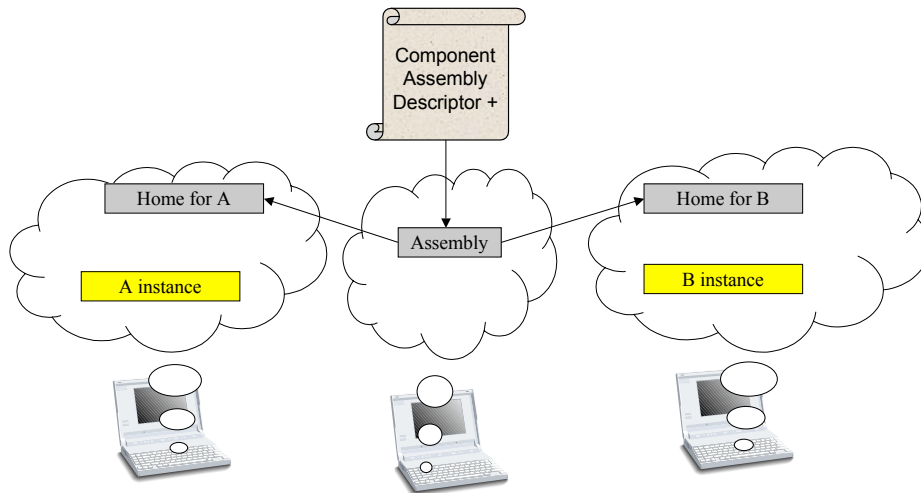 Component
Assembly
Descriptor +
Home for A
Assembly
Home for B
A instance
B instance